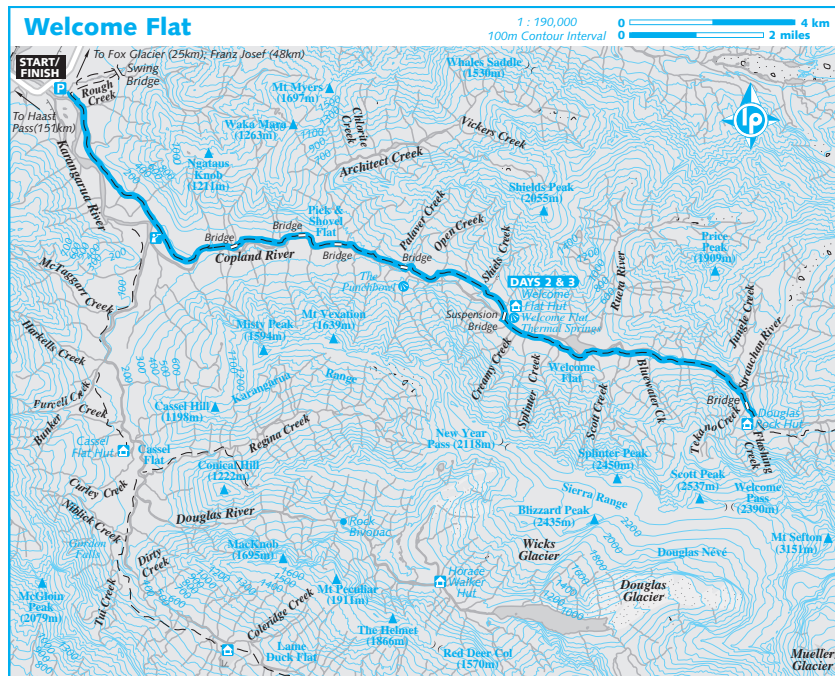 Welcome Flat
1 : 190,000
100m Contour Interval
0 4 km
0 2 miles
To Fox Glacier (25km); Franz Josef (48km)
START/
FINISH
Swing
Bridge
P
Rough
Creek
To Haast
Pass(151km)
Karangarua River
Mt Myers
(1697m)
Waka Mara
(1263m)
Chlorite
Creek
Ngataus
Knob
(1211m)
Whales Saddle
(1530m)
Vickers Creek
Architect Creek
lp
Shields Peak
(2055m)
Price
Peak
(1909m)
Pick &
Shovel
Flat
Bridge
Bridge
Bridge
Bridge
Copland River
Palaver Creek
Open Creek
Shiels Creek
The
Punchbowl
DAYS 2 & 3
Welcome
Flat Hut
Welcome Flat
Thermal Springs
Suspension
Bridge
Ruera River
Jungle Creek
Strauchan River
McTaggart Creek
Harkells Creek
Misty Peak
(1594m)
Mt Vexation
(1639m)
Karangarua
Range
Creamy Creek
Splinter Creek
Welcome
Flat
Scott Creek
Bluewater Ck
Bridge
Tekano Creek
Douglas
Rock Hut
Flushing
Creek
Bunker
Creek
Cassel Hill
(1198m)
Regina Creek
Cassel
Flat Hut
Cassel
Flat
New Year
Pass (2118m)
Splinter Peak
(2450m)
Scott Peak
(2537m)
Welcome
Pass
(2390m)
Sierra Range
Conical Hill
(1222m)
Curley Creek
Niblick Creek
Gordon
Falls
Douglas River
Rock
Bivouac
Blizzard Peak
(2435m)
Mt Sefton
(3151m)
Wicks
Glacier
Douglas Névé
Dirty
Creek
MacKnob
(1695m)
Mt Peculiar
(1911m)
Horace
Walker
Hut
Douglas
Glacier
McGloin
Peak
(2079m)
Tui Creek
Coleridge Creek
The Helmet
(1866m)
Lame
Duck Flat
Red Deer Col
(1570m)
Mueller
Glacier